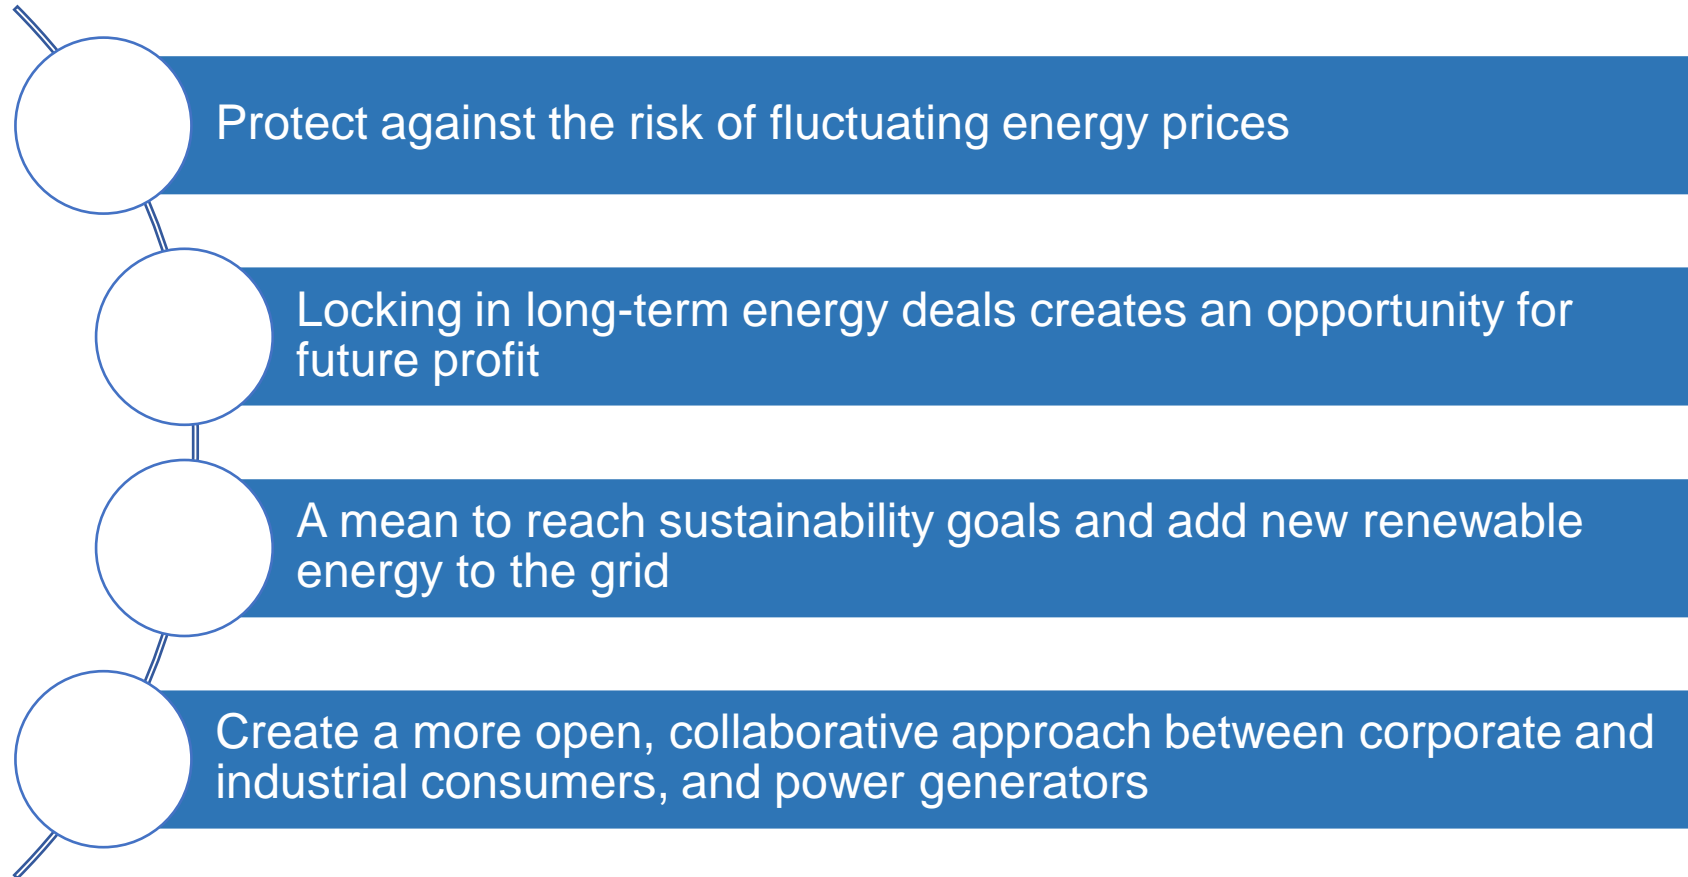 Protect against the risk of fluctuating energy prices
Locking in long-term energy deals creates an opportunity for
future profit
A mean to reach sustainability goals and add new renewable
energy to the grid
Create a more open, collaborative approach between corporate and
industrial consumers, and power generators